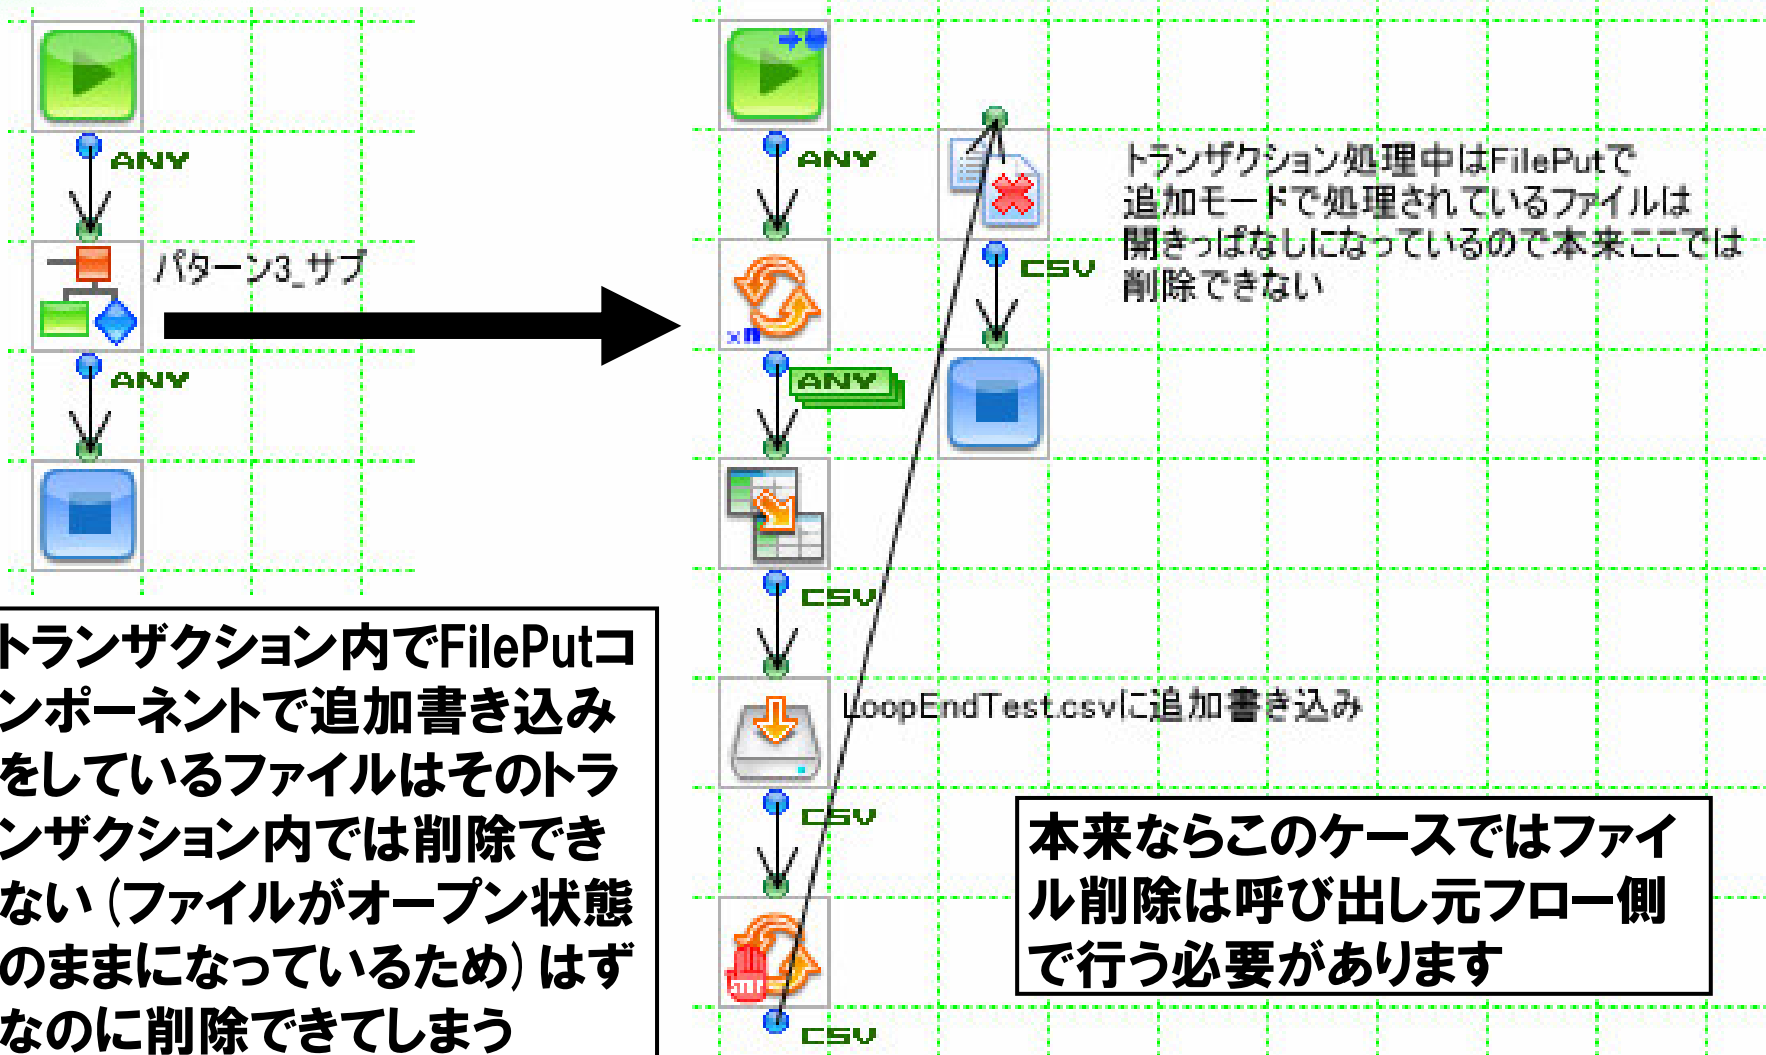 ANY
パターン3_サブ
ANY
トランザクション内でFilePutコ
ンポーネントで追加書き込み
をしているファイルはそのトラ
ンザクション内では削除でき
ない(ファイルがオープン状態
のままになっているため)はず
なのに削除できてしまう
ANY
xn
ANY
CSV
LoopEndTest.csvに追加書き込み
CSV
STOP
CSV
トランザクション処理中はFilePutで
追加モードで処理されているファイルは
開きっぱなしになっているので本来ここでは
削除できない
CSV
本来ならこのケースではファイ
ル削除は呼び出し元フロー側
で行う必要があります